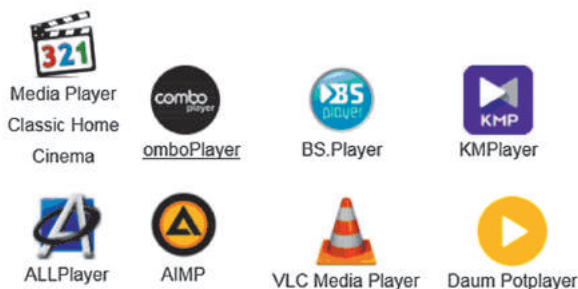 321
Media Player
Classic Home
Cinema
combo
player
omboPlayer
BS
player
BS.Player
KMP
KMPlayer
ALLPlayer
AIMP
VLC Media Player
Daum Potplayer